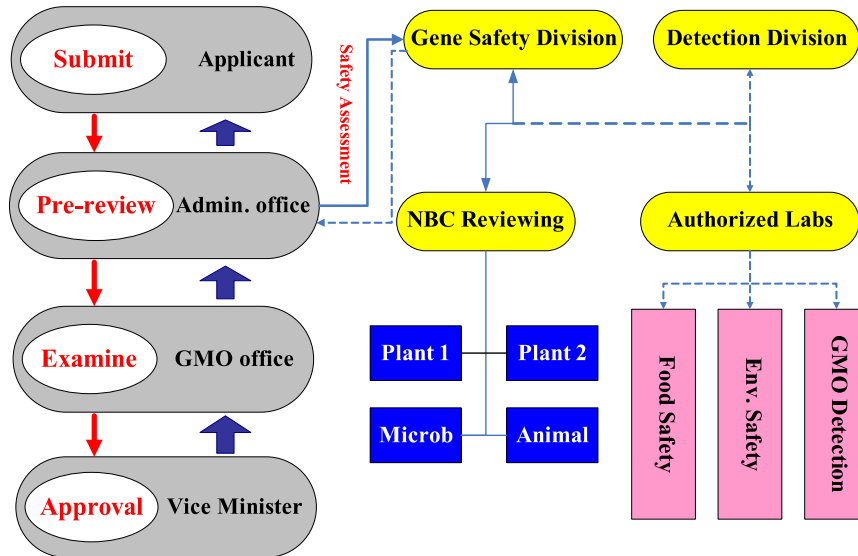 Submit Applicant
Safety Assessment
Gene Safety Division
Detection Division
Pre-review Admin. office
NBC Reviewing
Authorized Labs
Examine GMO office
Plant 1
Plant 2
Microb
Animal
Food Safety
Env. Safety
GMO Detection
Approval Vice Minister